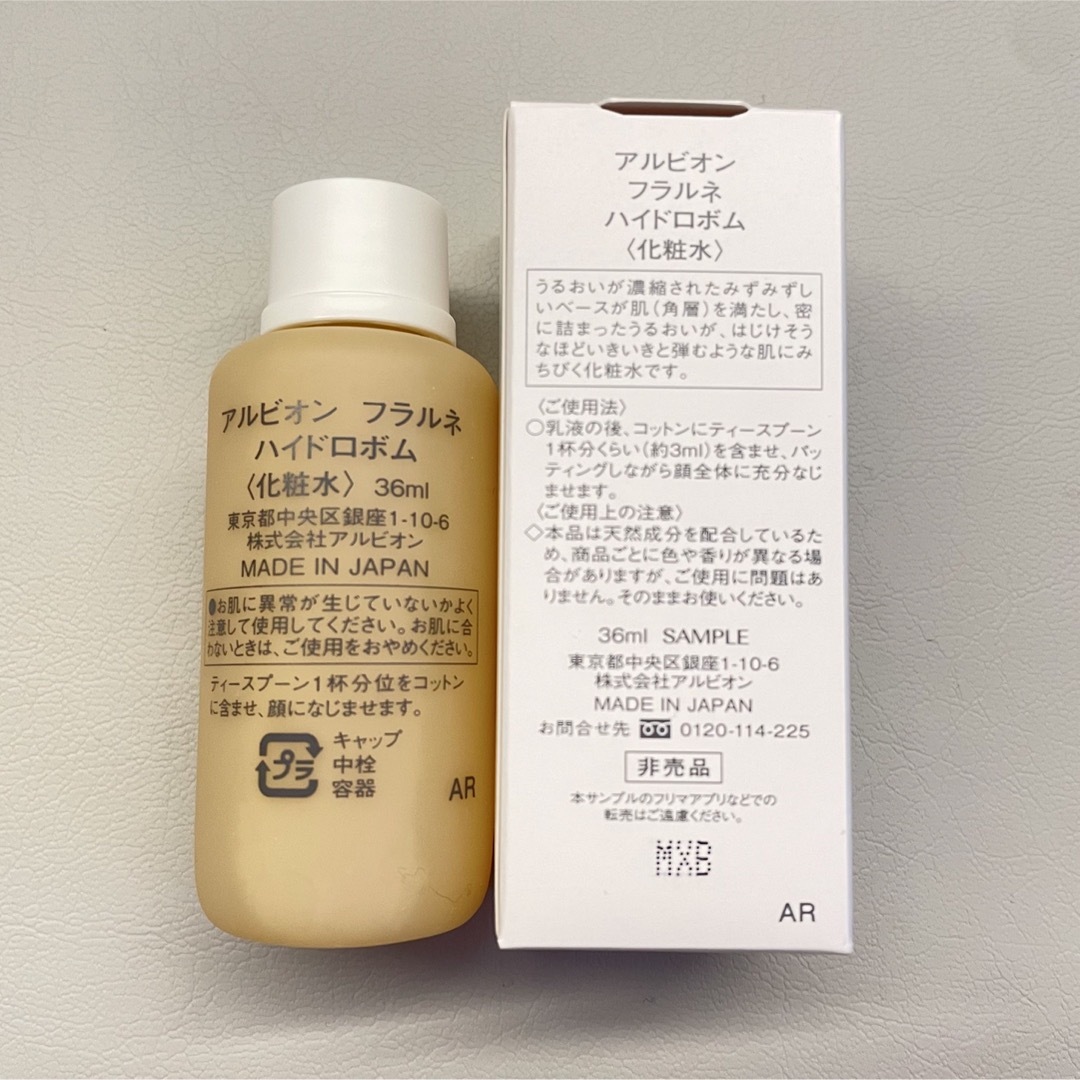 アルビオン フラルネ
ハイドロボム
〈化粧水〉 36ml
東京都中央区銀座1-10-6
株式会社アルビオン
MADE IN JAPAN
●お肌に異常が生じていないかよく
注意して使用してください。お肌に合
わないときは、ご使用をおやめください。
ティースプーン1杯分位をコットン
に含ませ、顔になじませます。
プラ
キャップ
中栓
容器
AR
アルビオン
フラルネ
ハイドロボム
〈化粧水〉
うるおいが濃縮されたみずみずし
いベースが肌(角層)を満たし、密
に詰まったうるおいが、はじけそう
なほどいきいきと弾むような肌にみ
ちびく化粧水です。
〈ご使用法〉
○乳液の後、コットンにティースプーン
1杯分くらい(約3ml)を含ませ、パッ
ティングしながら顔全体に充分なじ
ませます。
〈ご使用上の注意〉
◇本品は天然成分を配合しているた
め、商品ごとに色や香りが異なる場
合がありますが、ご使用に問題はあ
りません。そのままお使いください。
36ml SAMPLE
東京都中央区銀座1-10-6
株式会社アルビオン
MADE IN JAPAN
お問合せ先 0120-114-225
非売品
本サンプルのフリマアプリなどでの
転売はご遠慮ください。
MXB
AR